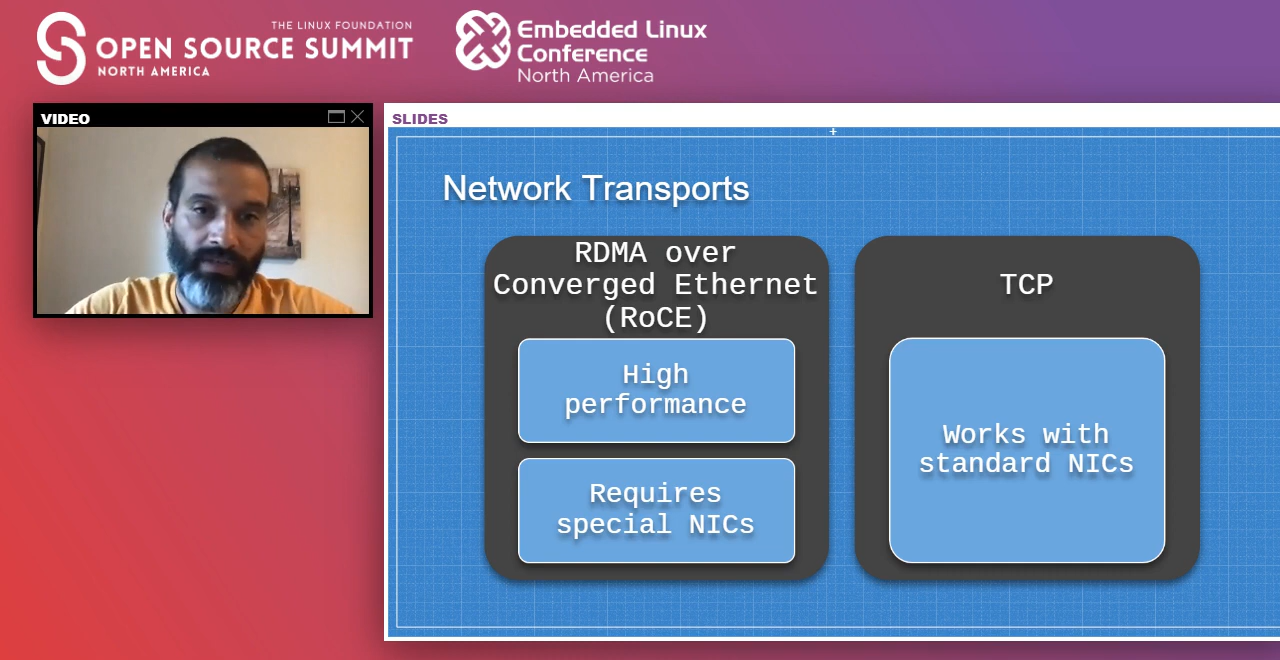 THE LINUX FOUNDATION
OPEN SOURCE SUMMIT
NORTH AMERICA
Embedded Linux
Conference
North America
VIDEO
SLIDES
Network Transports
RDMA over
Converged Ethernet
(RoCE)
High
performance
Requires
special NICs
TCP
Works with
standard NICs